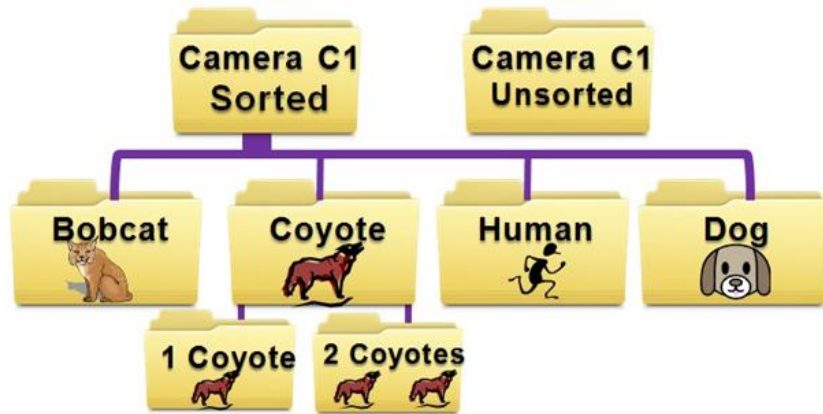 Camera C1
Sorted
Camera C1
Unsorted
Bobcat
Coyote
Human
Dog
1 Coyote
2 Coyotes